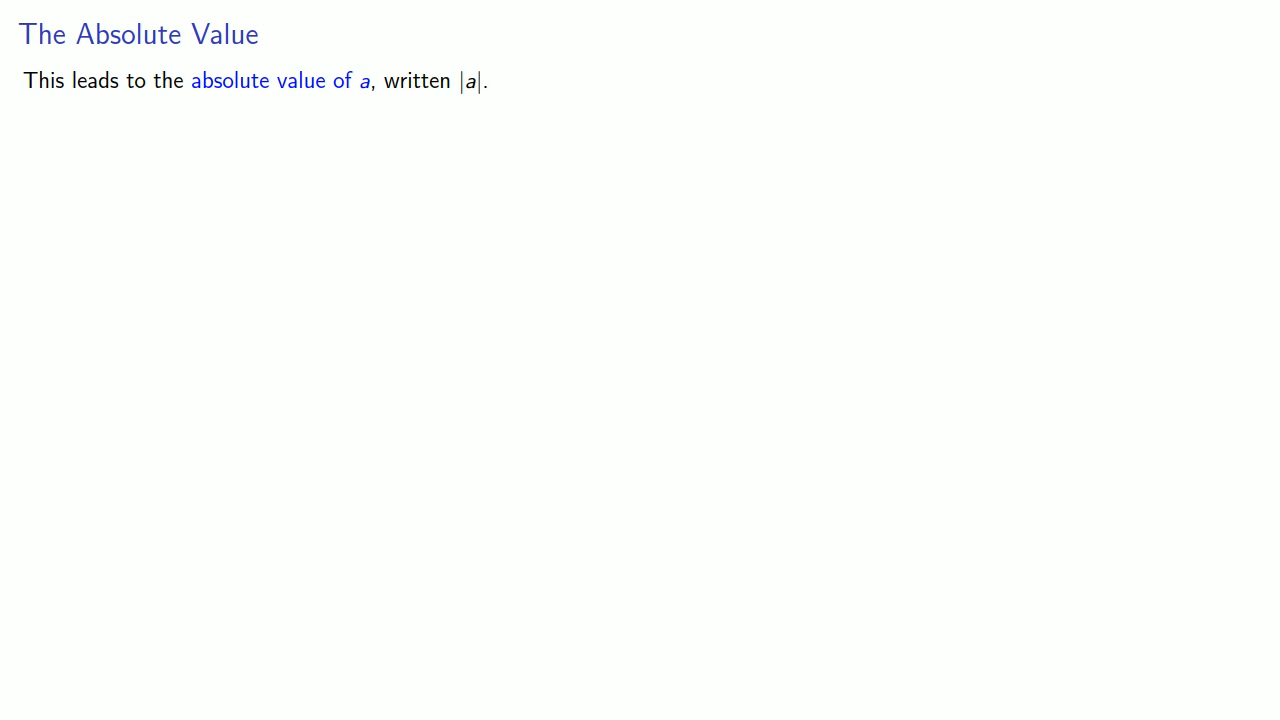 The Absolute Value
This leads to the absolute value of a, written |a|.